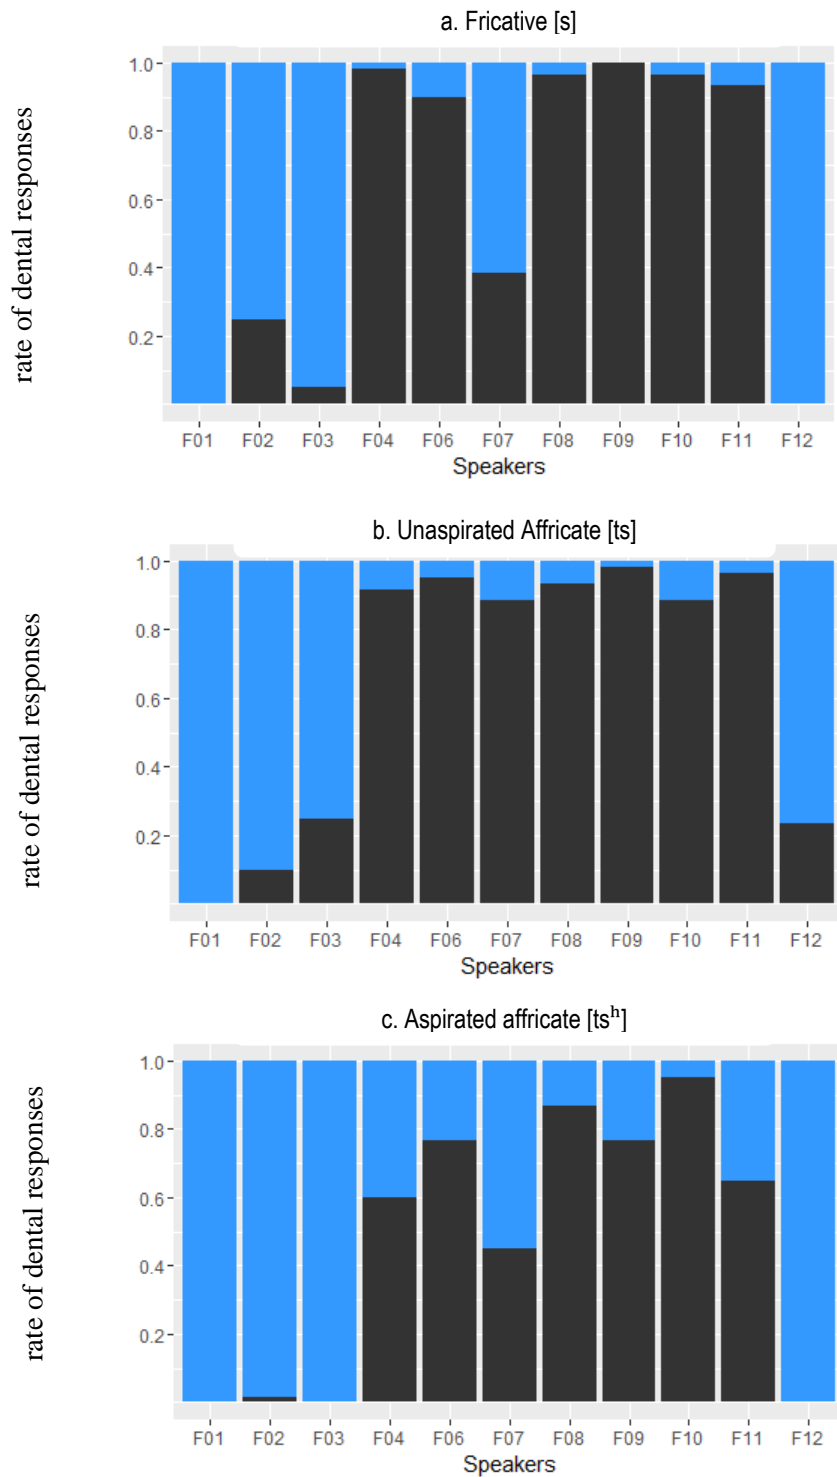 a. Fricative [s]
rate of dental responses
1.0
0.8
0.6
0.4
0.2
F01 F02 F03 F04 F06 F07 F08 F09 F10 F11 F12
Speakers
b. Unaspirated Affricate [ts]
rate of dental responses
1.0
0.8
0.6
0.4
0.2
F01 F02 F03 F04 F06 F07 F08 F09 F10 F11 F12
Speakers
c. Aspirated affricate [tsʰ]
rate of dental responses
1.0
0.8
0.6
0.4
0.2
F01 F02 F03 F04 F06 F07 F08 F09 F10 F11 F12
Speakers